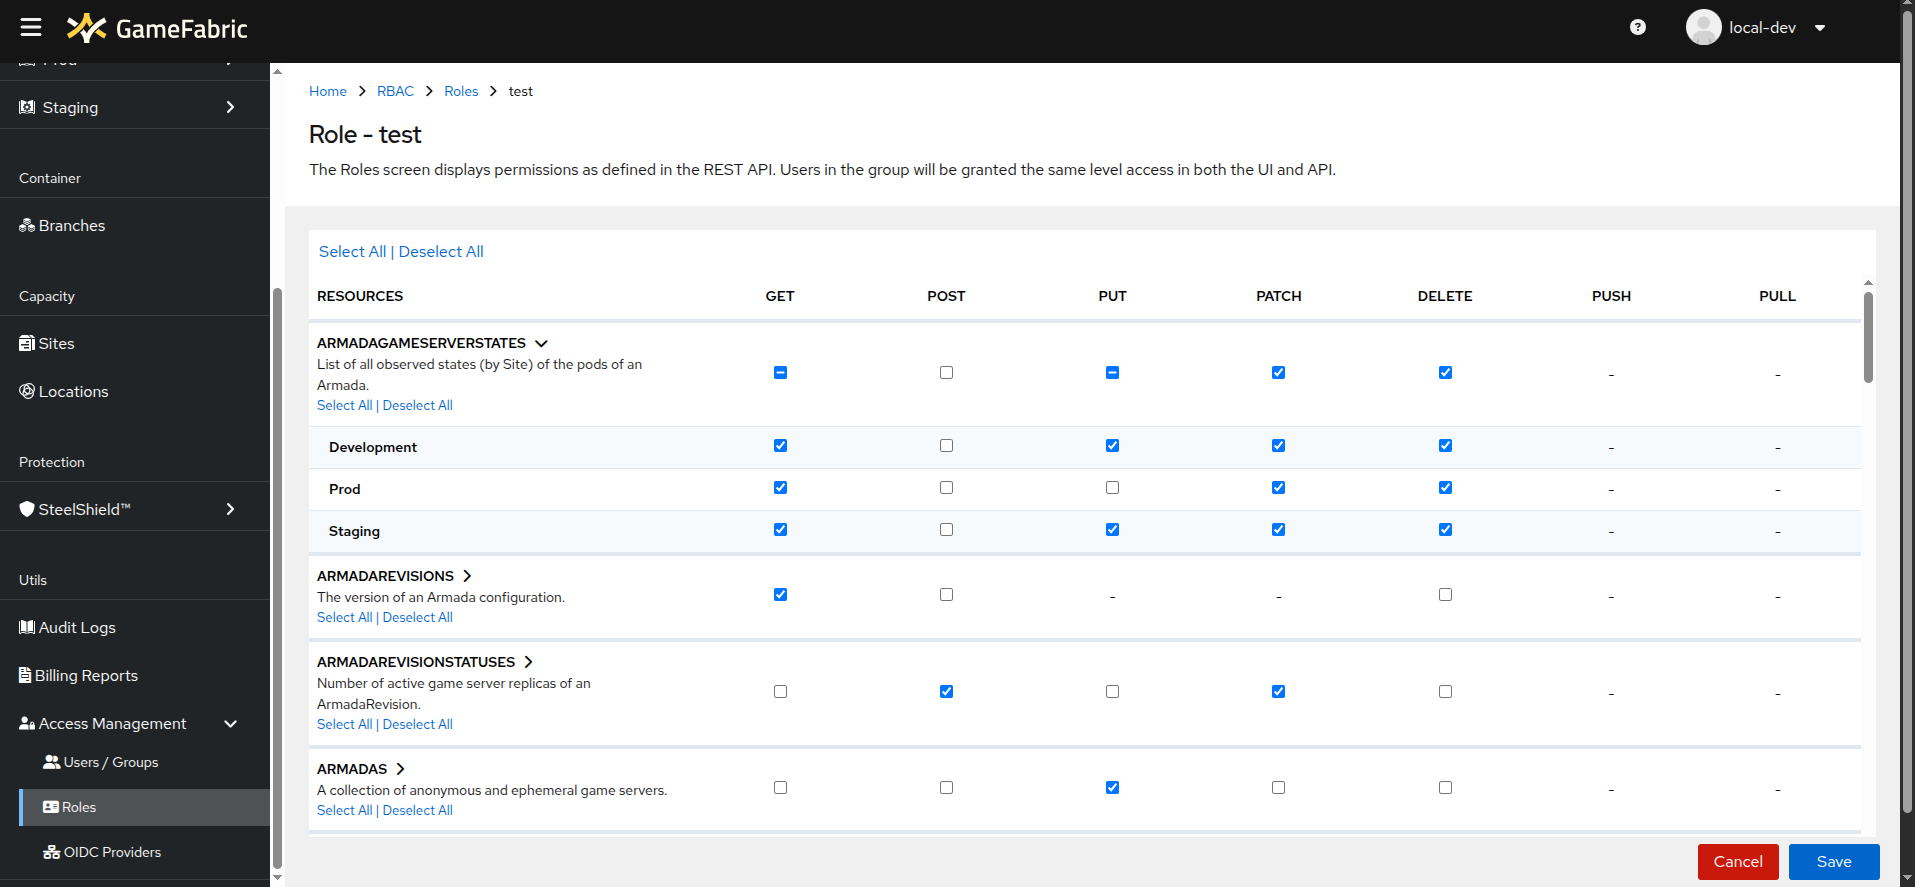 GameFabric
local-dev
Prod
Staging
Container
Branches
Capacity
Sites
Locations
Protection
SteelShield™
Utils
Audit Logs
Billing Reports
Access Management
Users / Groups
Roles
OIDC Providers
Home > RBAC > Roles > test
Role - test
The Roles screen displays permissions as defined in the REST API. Users in the group will be granted the same level access in both the UI and API.
Select All | Deselect All
RESOURCES GET POST PUT PATCH DELETE PUSH PULL
ARMADAGAMESERVERSTATES
List of all observed states (by Site) of the pods of an
Armada.
- -
Select All | Deselect All
Development - -
Prod - -
Staging - -
ARMADAREVISIONS
The version of an Armada configuration.
- - - -
Select All | Deselect All
ARMADAREVISIONSTATUSES
Number of active game server replicas of an
ArmadaRevision.
- -
Select All | Deselect All
ARMADAS
A collection of anonymous and ephemeral game servers.
- -
Select All | Deselect All
Cancel Save